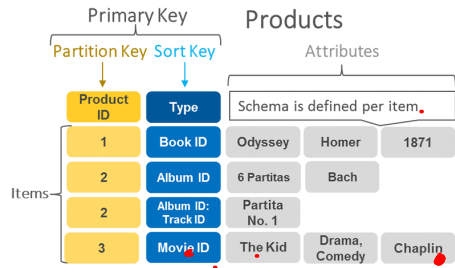 Primary Key
Products
Partition Key
Sort Key
Attributes
Product
ID
Type
Schema is defined per item.
Items
1
Book ID
Odyssey
Homer
1871
2
Album ID
6 Partitas
Bach
2
Album ID:
Track ID
Partita
No. 1
3
Movie ID
The Kid
Drama,
Comedy
Chaplin